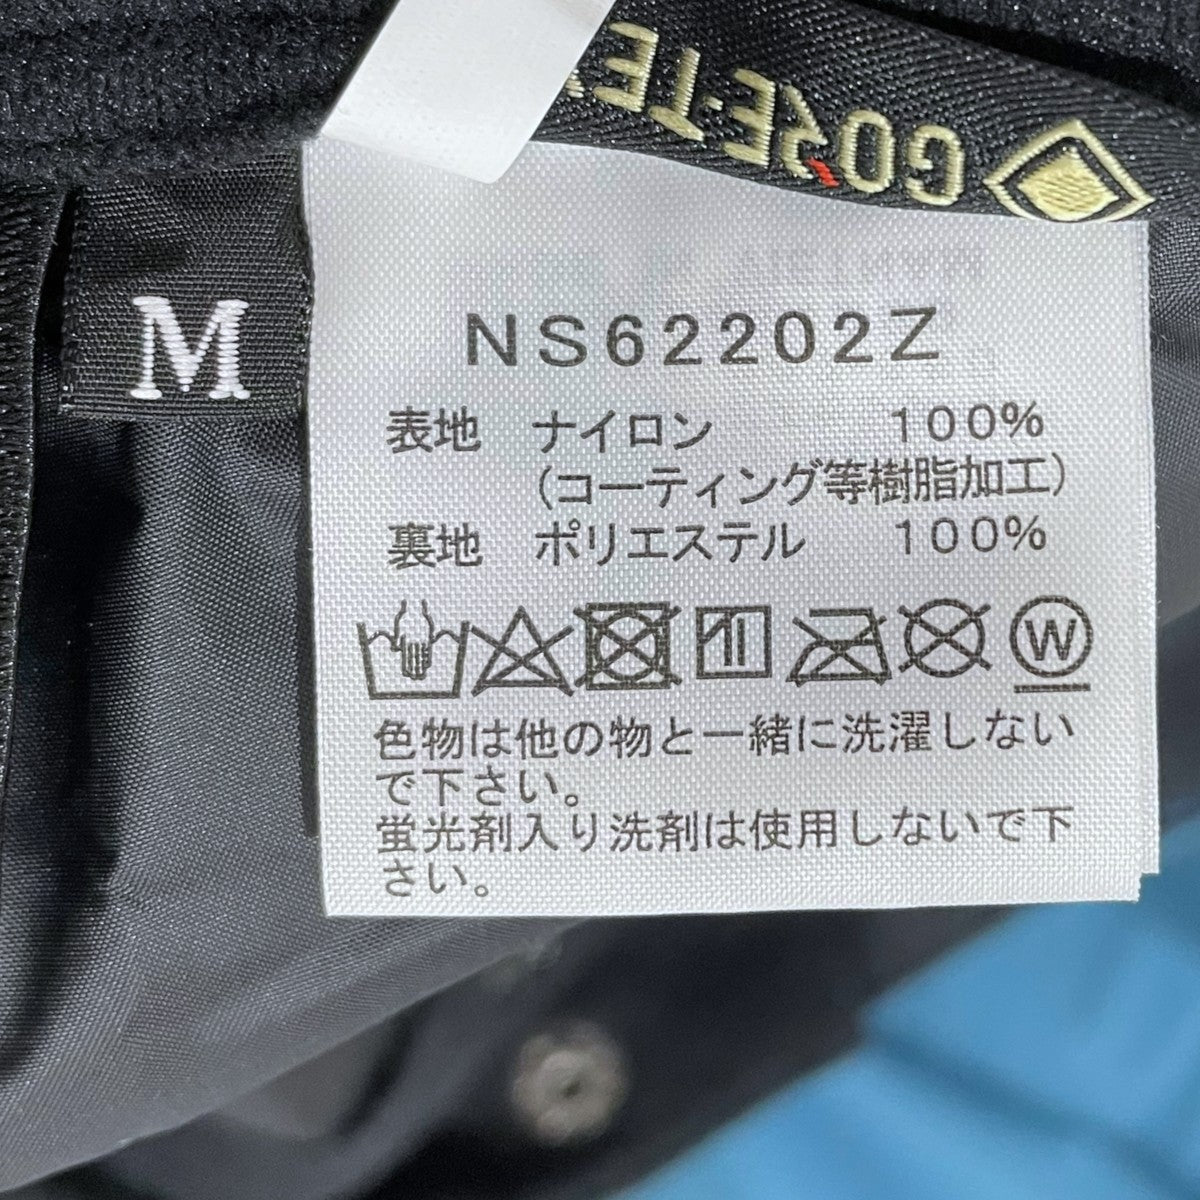 GORE-TEX
M
NS62202Z
表地 ナイロン 100%
(コーティング等樹脂加工)
裏地 ポリエステル 100%
W
色物は他の物と一緒に洗濯しない
で下さい。
蛍光剤入り洗剤は使用しないで下
さい。